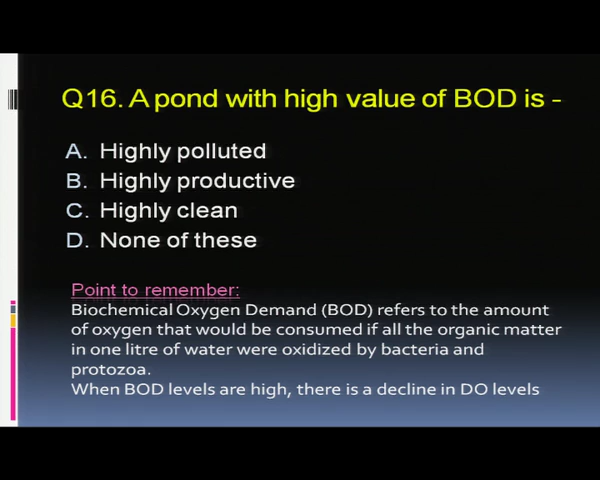 Q16. A pond with high value of BOD is -
A. Highly polluted
B. Highly productive
C. Highly clean
D. None of these
Point to remember:
Biochemical Oxygen Demand (BOD) refers to the amount
of oxygen that would be consumed if all the organic matter
in one litre of water were oxidized by bacteria and
protozoa.
When BOD levels are high, there is a decline in DO levels